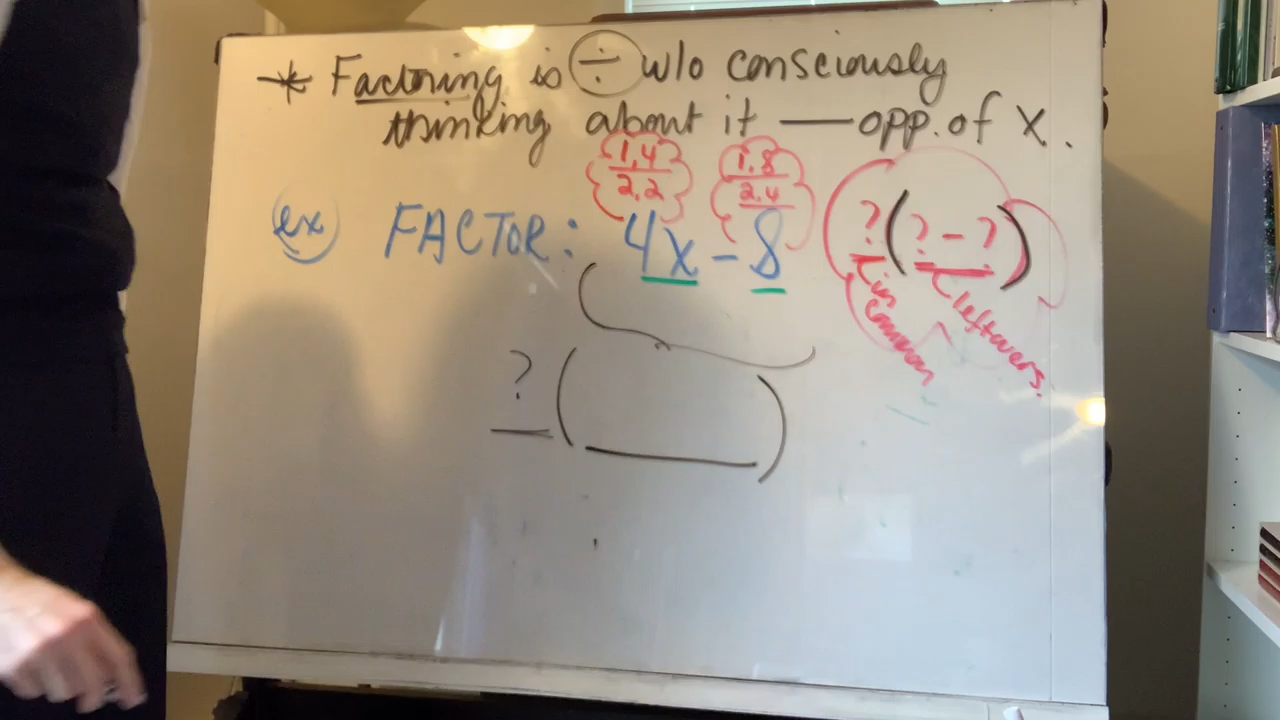 * Factoring is ÷ w/o consciously
thinking about it — opp. of X.
1,4
2,2
1,8
2,4
ex FACTOR: 4x - 8
? ( ? - ? )
in common
leftovers.
? ( )